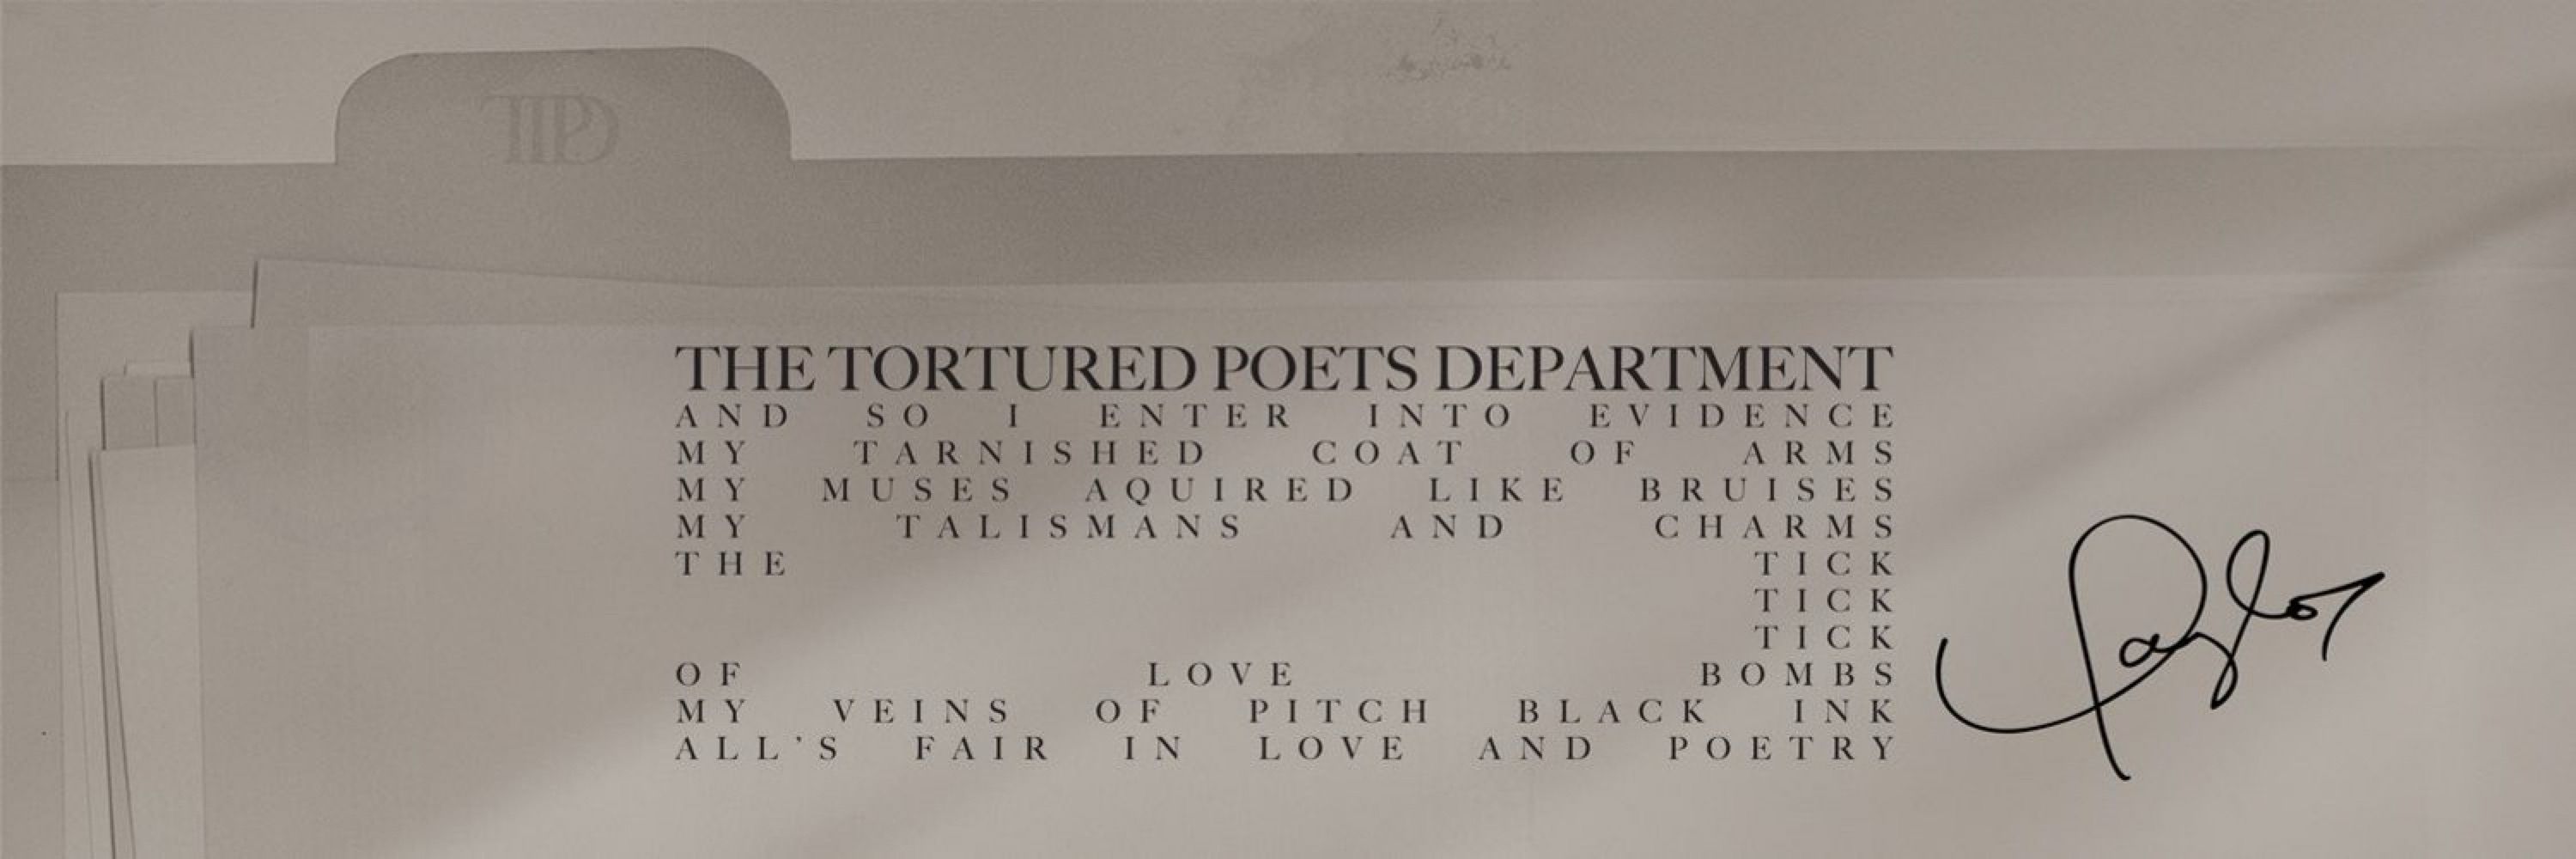 TTPD
THE TORTURED POETS DEPARTMENT
AND SO I ENTER INTO EVIDENCE
MY TARNISHED COAT OF ARMS
MY MUSES AQUIRED LIKE BRUISES
MY TALISMANS AND CHARMS
THE TICK
TICK
TICK
OF LOVE BOMBS
MY VEINS OF PITCH BLACK INK
ALL'S FAIR IN LOVE AND POETRY
Taylor